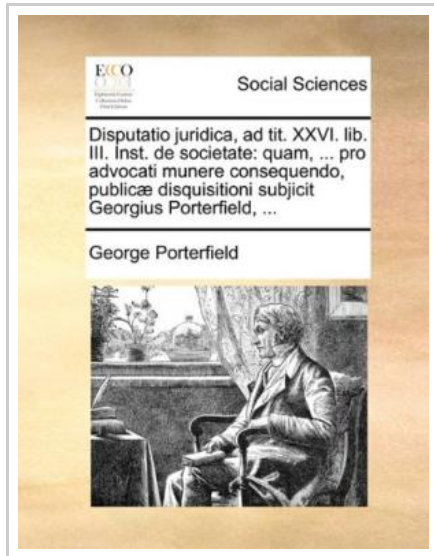 ECCO
Social Sciences
Disputatio juridica, ad tit. XXVI. lib.
III. Inst. de societate: quam, ... pro
advocati munere consequendo,
publicæ disquisitioni subjicit
Georgius Porterfield, ...
George Porterfield